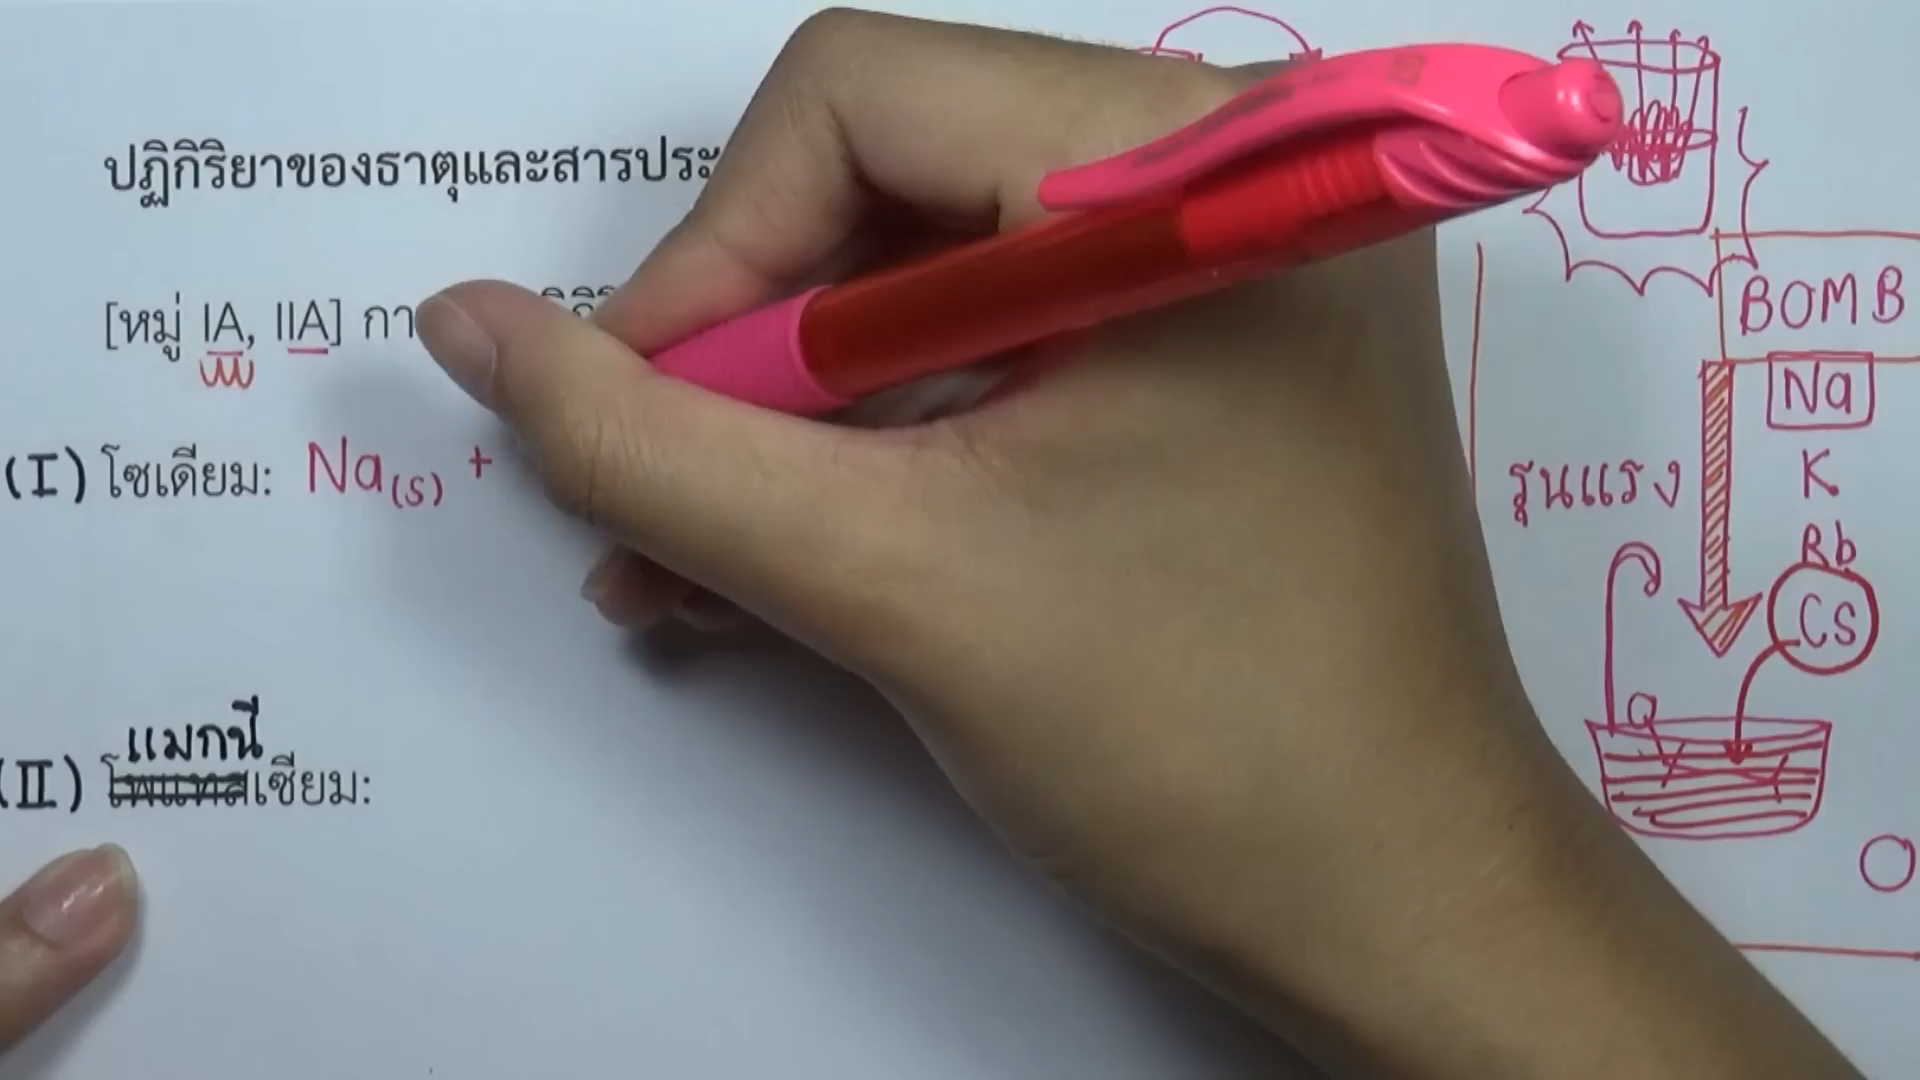 ปฏิกิริยาของธาตุและสารประ
[หมู่ IA, IIA]
(I) โซเดียม: Na(s) +
แมกนี
(II) โพแทสเซียม:
BOMB
Na
K
Rb
Cs
รุนแรง